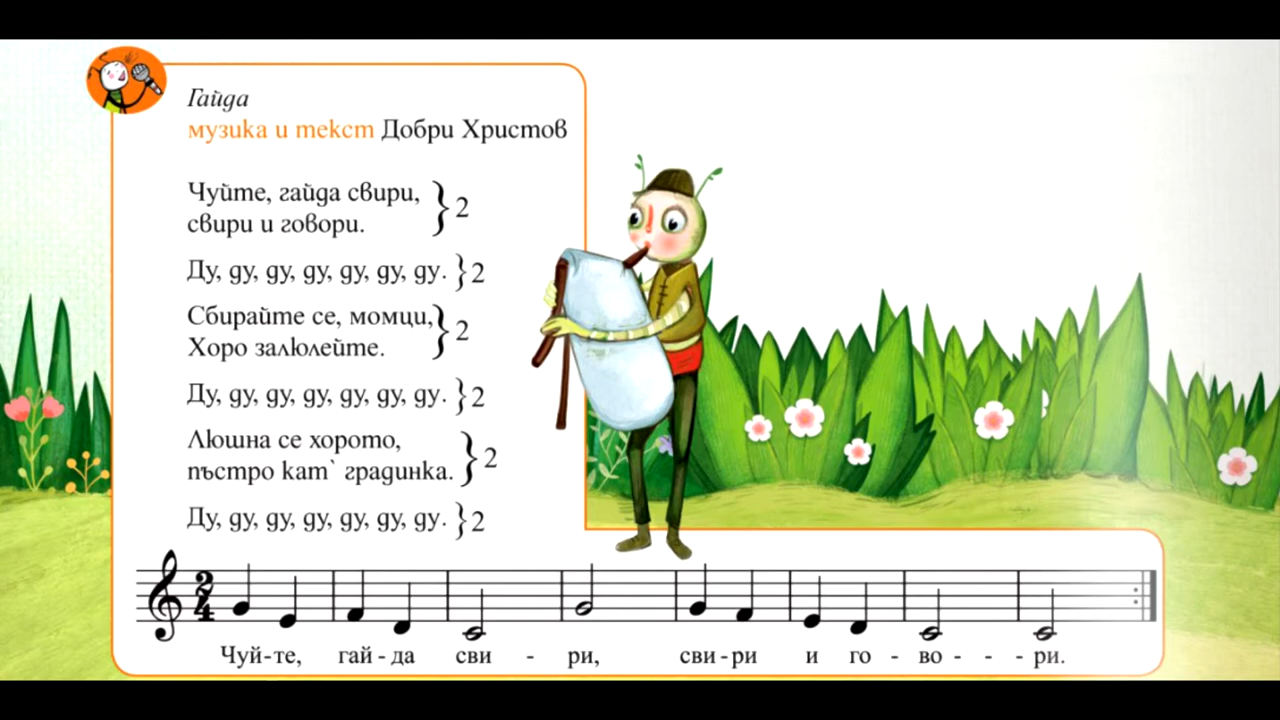 Гайда
музика и текст Добри Христов
Чуйте, гайда свири,
свири и говори. } 2
Ду, ду, ду, ду, ду, ду, ду. } 2
Сбирайте се, момци,
Хоро залюлейте. } 2
Ду, ду, ду, ду, ду, ду, ду. } 2
Люшна се хорото,
пъстро кат` градинка. } 2
Ду, ду, ду, ду, ду, ду, ду. } 2
2
4
Чуй-те, гай - да сви - ри, сви - ри и го - во - - - ри.